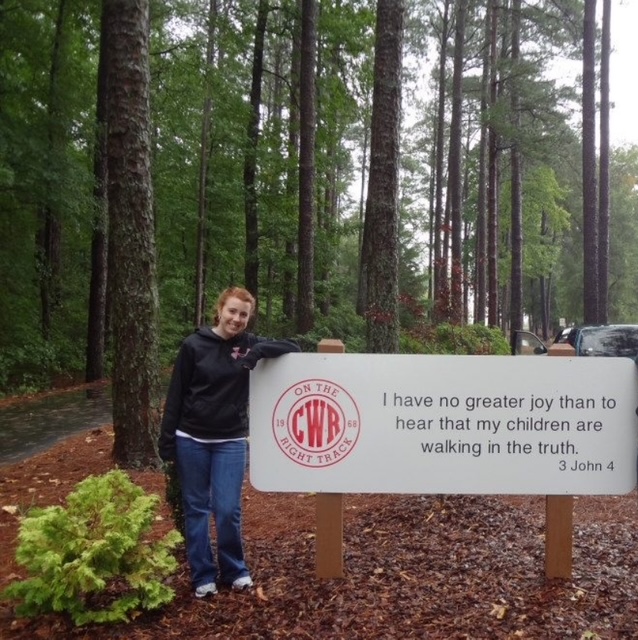 ON THE
19 CWR 68
RIGHT TRACK
I have no greater joy than to
hear that my children are
walking in the truth.
3 John 4